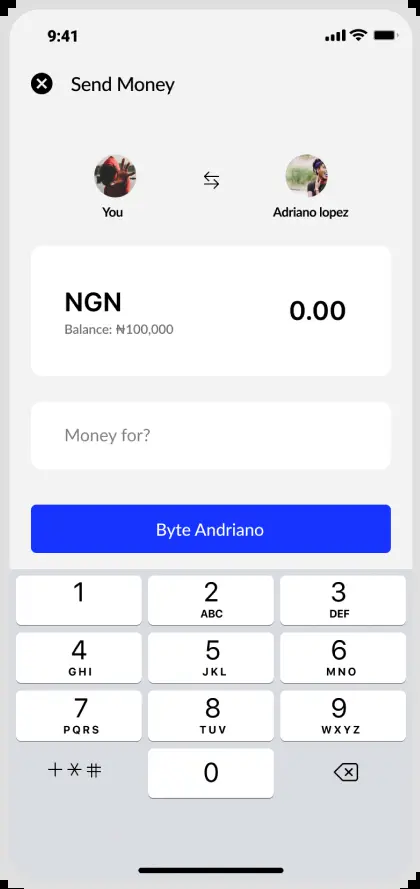 9:41
Send Money
You
Adriano lopez
NGN
0.00
Balance: ₦100,000
Money for?
Byte Andriano
1
2
ABC
3
DEF
4
GHI
5
JKL
6
MNO
7
PQRS
8
TUV
9
WXYZ
+*#
0